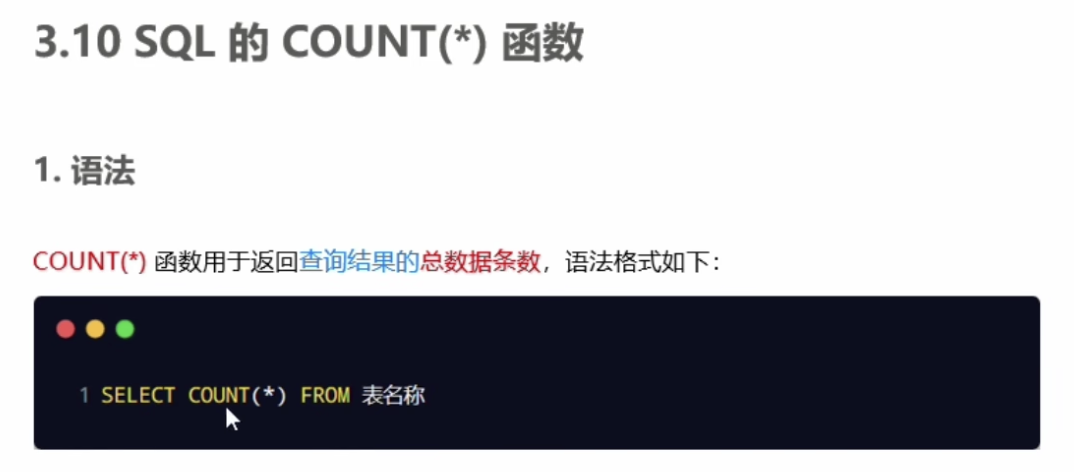 3.10 SQL 的 COUNT(*) 函数
1. 语法
COUNT(*) 函数用于返回查询结果的总数据条数，语法格式如下：
1 SELECT COUNT(*) FROM 表名称